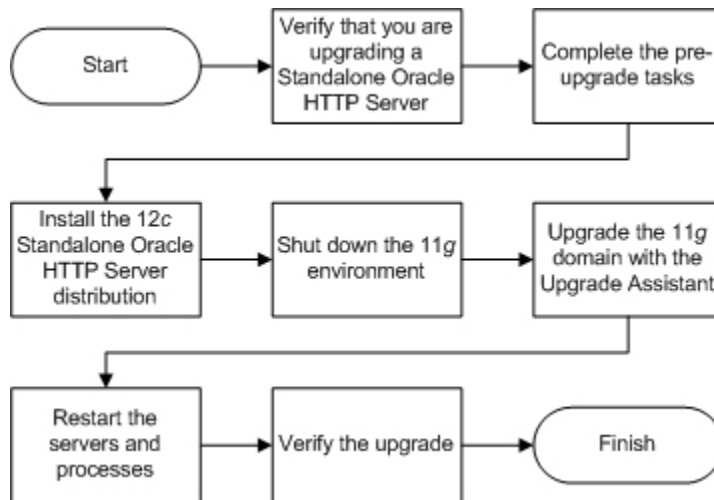 Start
Verify that you are
upgrading a
Standalone Oracle
HTTP Server
Complete the pre-
upgrade tasks
Install the 12c
Standalone Oracle
HTTP Server
distribution
Shut down the 11g
environment
Upgrade the 11g
domain with the
Upgrade Assistant
Restart the
servers and
processes
Verify the upgrade
Finish